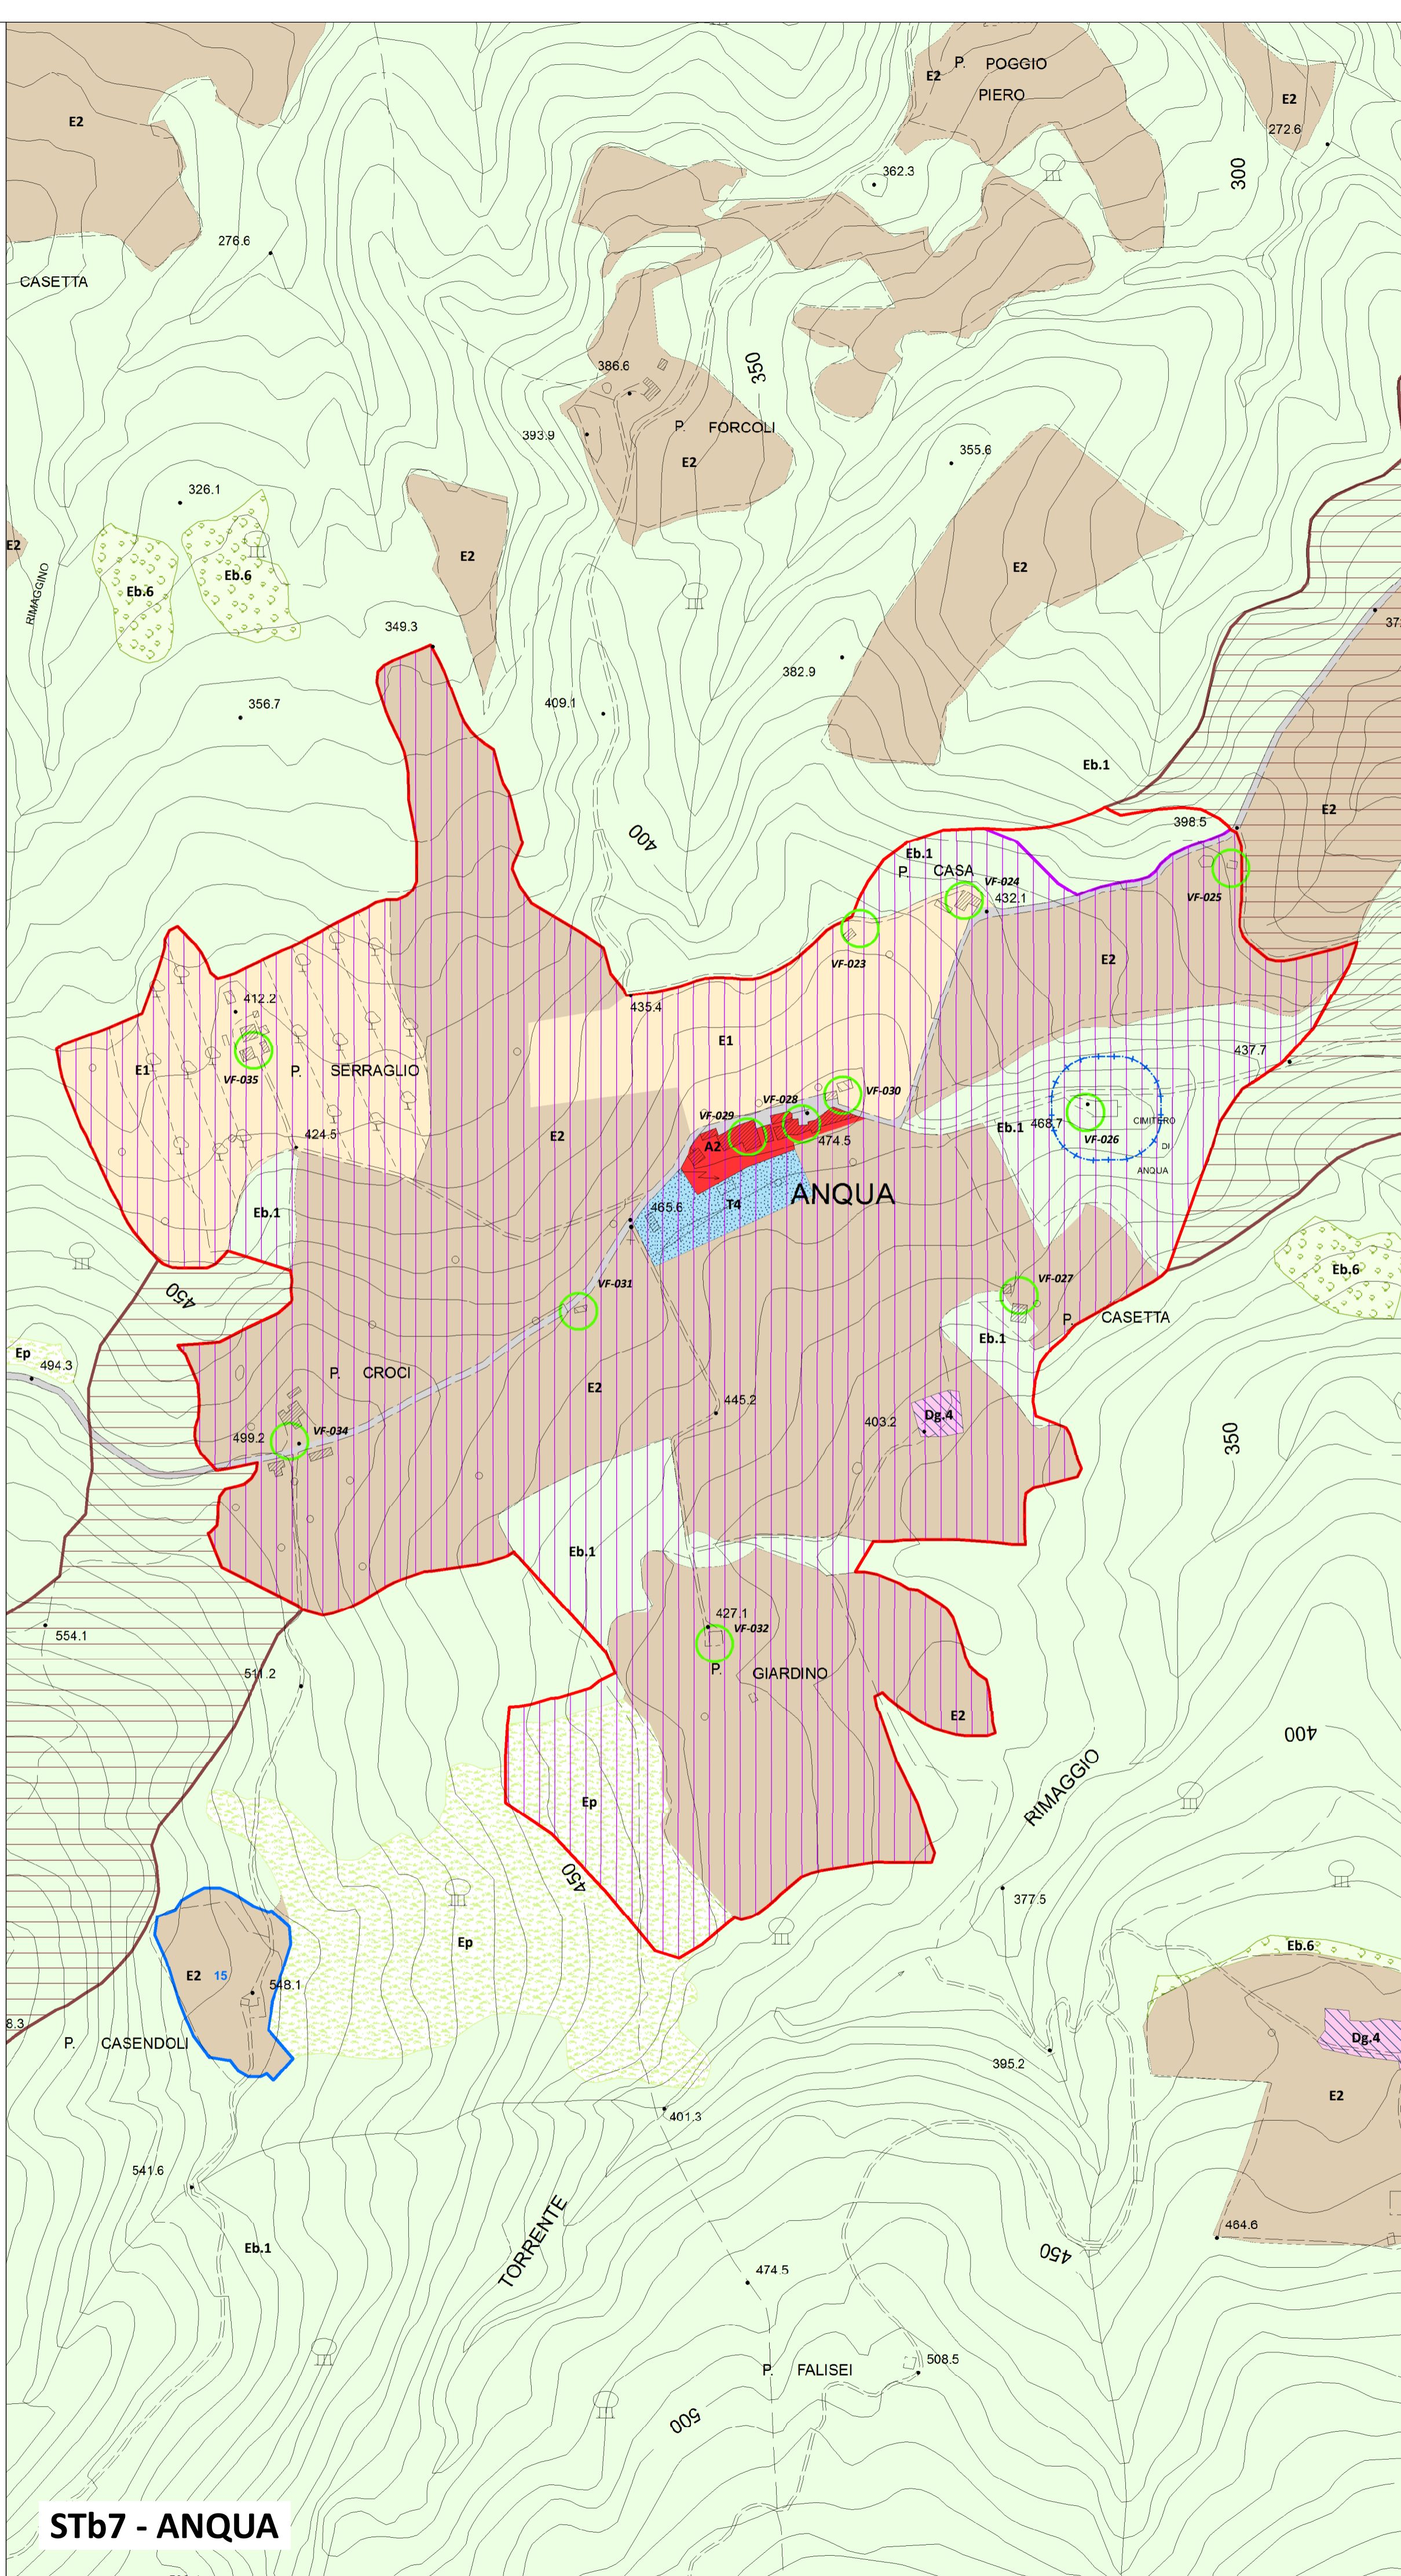 P. POGGIO
PIERO
E2
E2
272.6
E2
362.3
300
276.6
CASETTA
386.6
350
P. FORCOLI
393.9
E2
355.6
326.1
E2
E2
Eb.6
Eb.6
E2
RIMAGGINO
349.3
382.9
356.7
409.1
Eb.1
E2
400
398.5
Eb.1
P. CASA
VF-024
432.1
VF-025
VF-023
E2
412.2
435.4
E1
437.7
E1
VF-035
P. SERRAGLIO
VF-030
VF-028
VF-029
468.7
CIMITERO
DI
ANQUA
VF-026
Eb.1
424.5
E2
A2
474.5
ANQUA
T4
465.6
Eb.1
450
VF-031
VF-027
Eb.6
P. CASETTA
Eb.1
Ep
494.3
P. CROCI
E2
445.2
403.2
Dg.4
350
499.2
VF-034
Eb.1
427.1
VF-032
554.1
511.2
P. GIARDINO
E2
400
RIMAGGIO
Ep
450
377.5
Ep
Eb.6
E2 15
548.1
8.3
P. CASENDOLI
Dg.4
395.2
E2
401.3
541.6
TORRENTE
464.6
Eb.1
450
474.5
508.5
P. FALISEI
500
STb7 - ANQUA